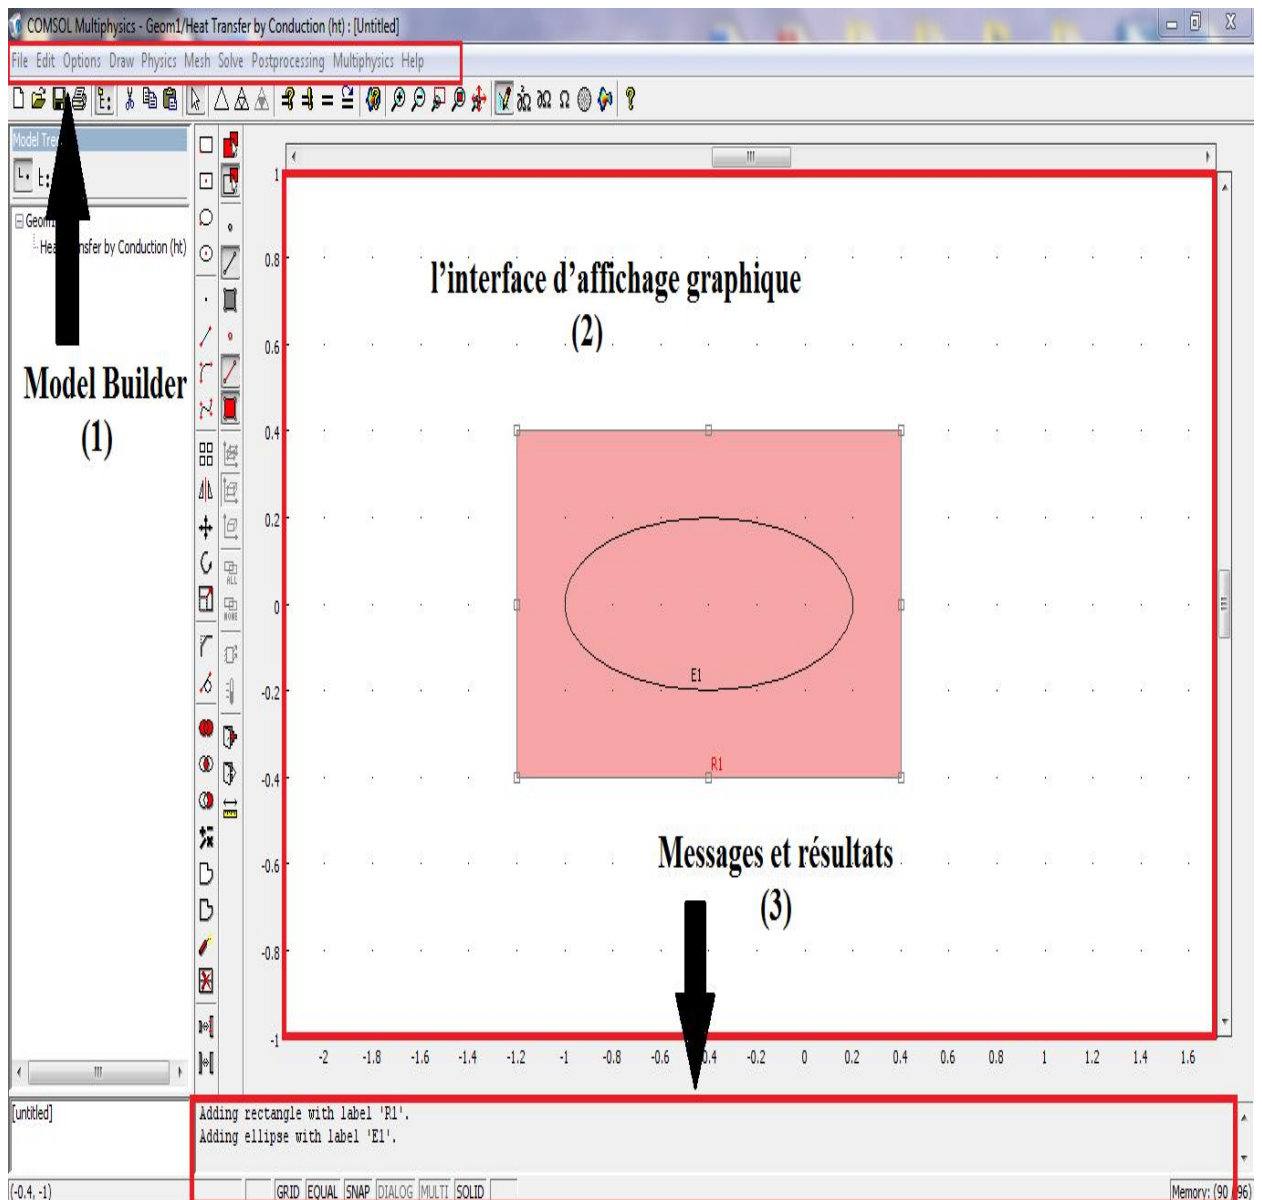 COMSOL Multiphysics - Geom1/Heat Transfer by Conduction (ht) : [Untitled]
File Edit Options Draw Physics Mesh Solve Postprocessing Multiphysics Help
Model Tree
Geom1
Heat Transfer by Conduction (ht)
ALL
NONE
Model Builder
(1)
l’interface d’affichage graphique
(2)
1
0.8
0.6
0.4
0.2
0
-0.2
-0.4
-0.6
-0.8
-1
E1
R1
Messages et résultats
(3)
-2 -1.8 -1.6 -1.4 -1.2 -1 -0.8 -0.6 -0.4 -0.2 0 0.2 0.4 0.6 0.8 1 1.2 1.4 1.6
[untitled]
Adding rectangle with label 'R1'.
Adding ellipse with label 'E1'.
(-0.4, -1)
GRID EQUAL SNAP DIALOG MULTI SOLID
Memory: (90 96)